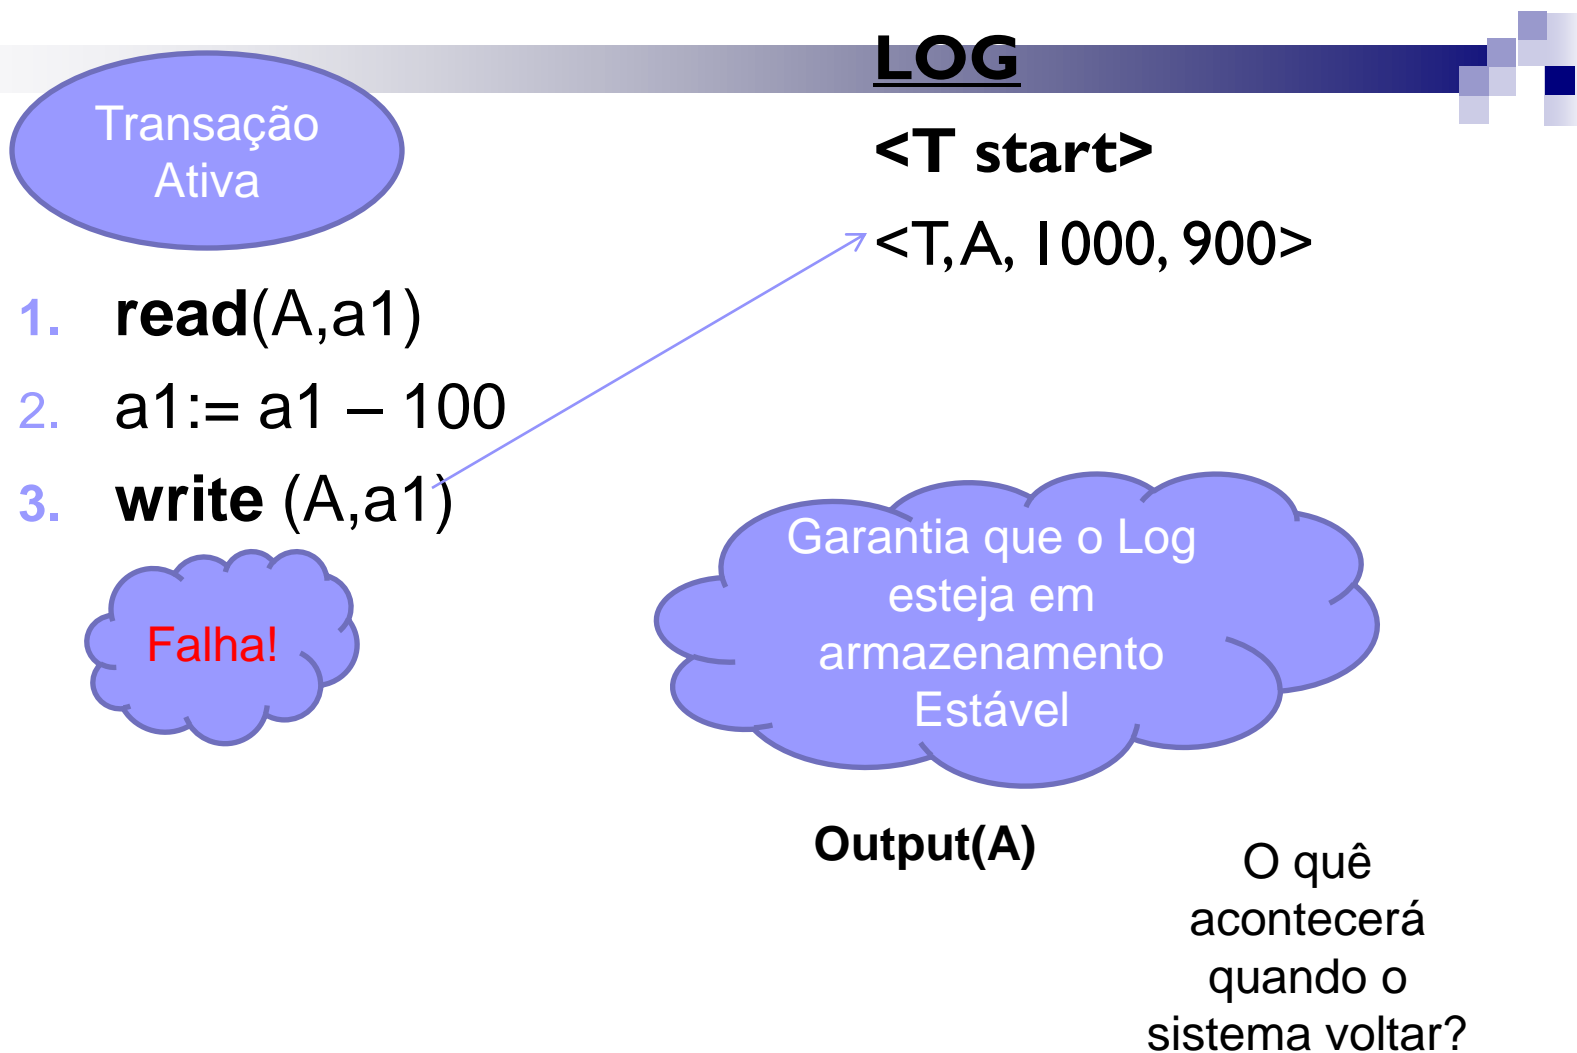 LOG
Transação
Ativa
<T start>
<T, A, 1000, 900>
1. read(A,a1)
2. a1:= a1 – 100
3. write (A,a1)
Falha!
Garantia que o Log
esteja em
armazenamento
Estável
Output(A)
O quê
acontecerá
quando o
sistema voltar?